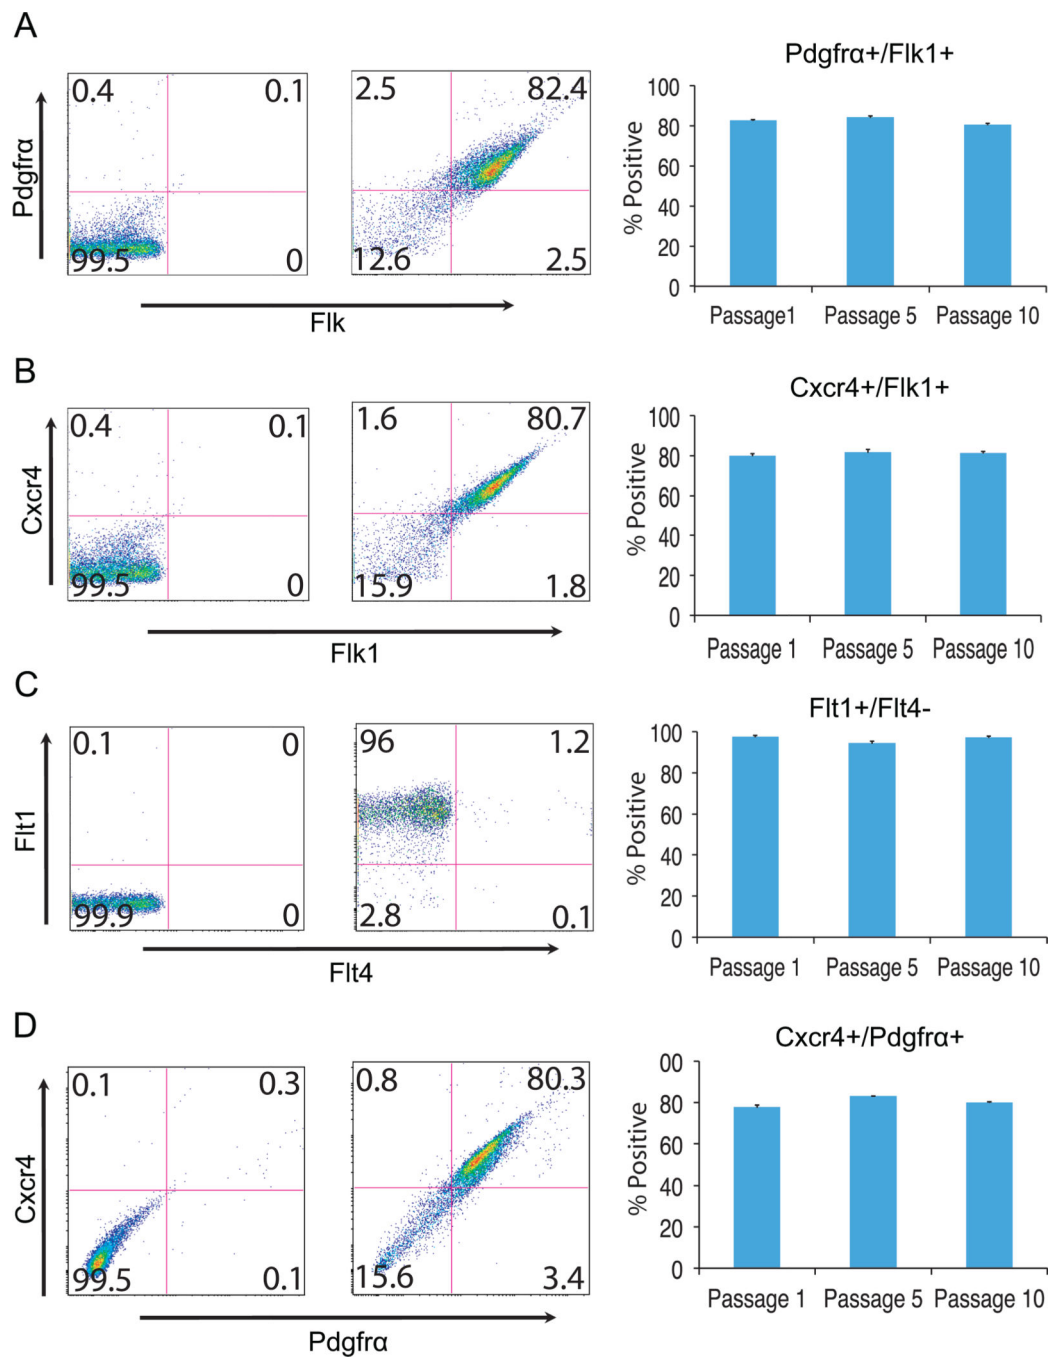 A
Pdgfrα+/Flk1+
0.4 0.1
2.5 82.4
99.5 0
12.6 2.5
Pdgfrα
Flk
% Positive
100
80
60
40
20
0
Passage1 Passage 5 Passage 10
B
Cxcr4+/Flk1+
0.4 0.1
1.6 80.7
99.5 0
15.9 1.8
Cxcr4
Flk1
% Positive
100
80
60
40
20
0
Passage 1 Passage 5 Passage 10
C
Flt1+/Flt4-
0.1 0
96 1.2
99.9 0
2.8 0.1
Flt1
Flt4
% Positive
100
80
60
40
20
0
Passage 1 Passage 5 Passage 10
D
Cxcr4+/Pdgfrα+
0.1 0.3
0.8 80.3
99.5 0.1
15.6 3.4
Cxcr4
Pdgfrα
% Positive
00
80
60
40
20
00
Passage 1 Passage 5 Passage 10